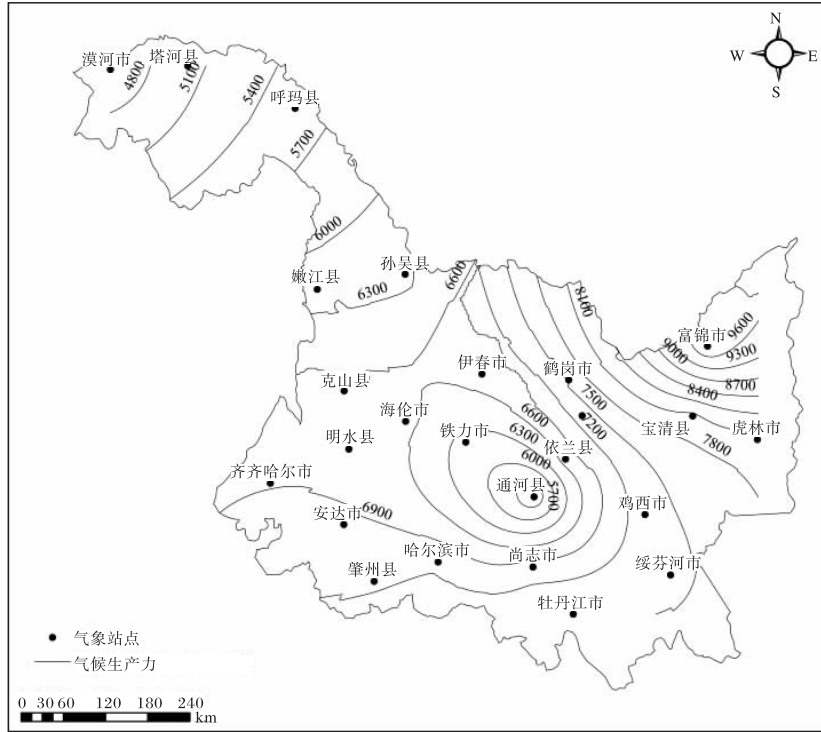 N
W E
S
漠河市
塔河县
4800
5100
5400
呼玛县
5700
6000
嫩江县
孙吴县
6300
6600
8100
富锦市
9600
9000
9300
8700
8400
伊春市
鹤岗市
克山县
7500
海伦市
6600
7200
宝清县
虎林市
明水县
铁力市
6300
依兰县
7800
6000
齐齐哈尔市
通河县
5700
安达市
6900
鸡西市
哈尔滨市
尚志市
肇州县
绥芬河市
牡丹江市
气象站点
气候生产力
0 30 60 120 180 240
km